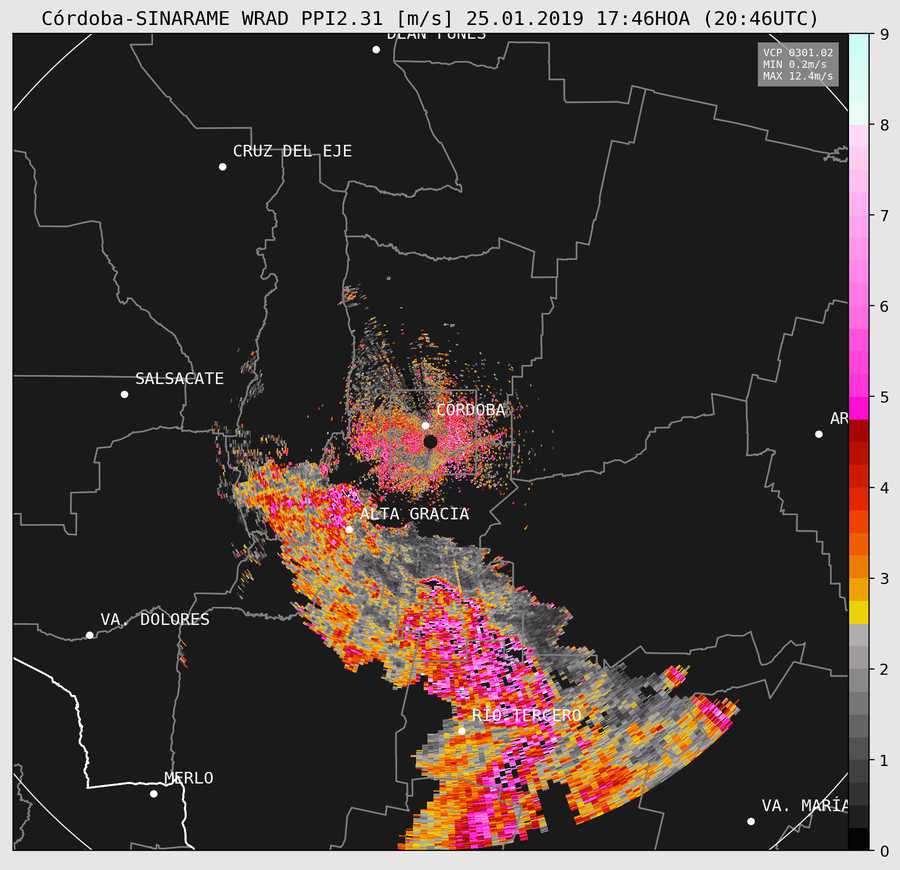 Córdoba-SINARAME WRAD PPI2.31 [m/s] 25.01.2019 17:46HOA (20:46UTC)
DEAN FUNES
VCP 0301.02
MIN 0.2m/s
MAX 12.4m/s
9
8
CRUZ DEL EJE
7
6
SALSACATE
5
CORDOBA
AR
4
ALTA GRACIA
3
VA. DOLORES
2
RIO TERCERO
1
MERLO
VA. MARÍA
0